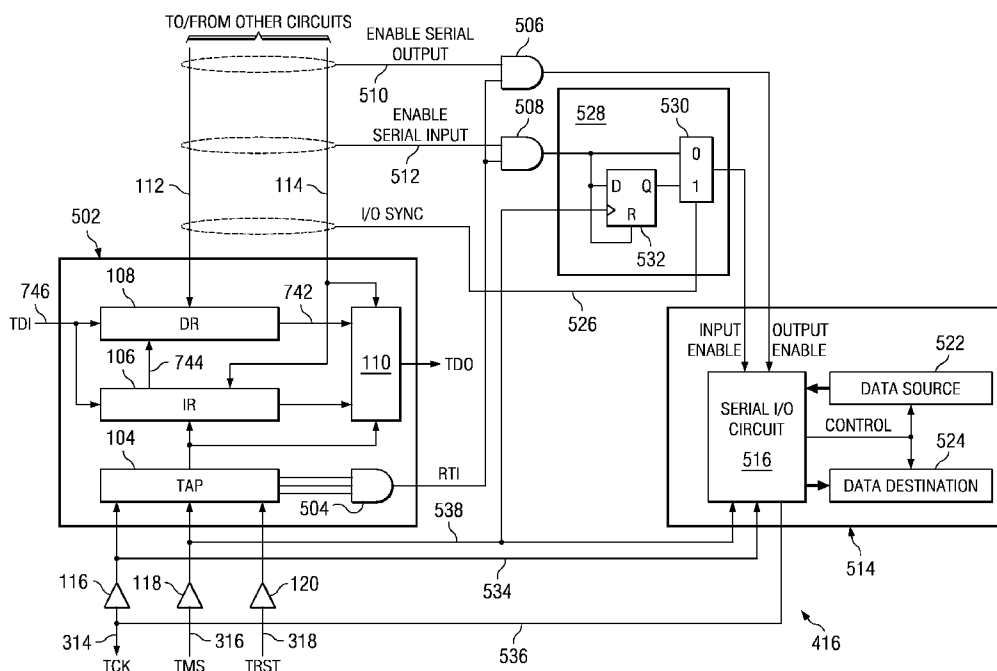 TO/FROM OTHER CIRCUITS
ENABLE SERIAL
OUTPUT
506
510
ENABLE
SERIAL INPUT
508
512
528
530
0
1
D
Q
R
532
112
114
I/O SYNC
502
526
108
746
742
TDI
DR
106
744
110
TDO
IR
104
TAP
RTI
504
538
INPUT
ENABLE
OUTPUT
ENABLE
522
DATA SOURCE
SERIAL I/O
CIRCUIT
516
CONTROL
524
DATA DESTINATION
514
116
118
120
534
314
316
318
536
416
TCK
TMS
TRST